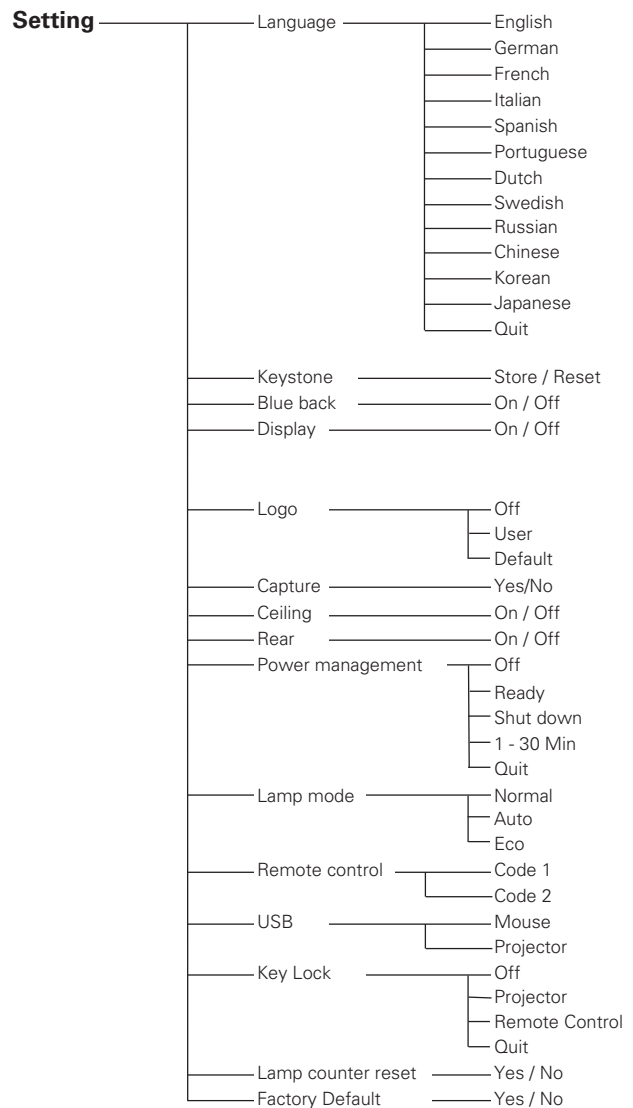 Setting Language English
German
French
Italian
Spanish
Portuguese
Dutch
Swedish
Russian
Chinese
Korean
Japanese
Quit
Keystone Store / Reset
Blue back On / Off
Display On / Off
Logo Off
User
Default
Capture Yes/No
Ceiling On / Off
Rear On / Off
Power management Off
Ready
Shut down
1 - 30 Min
Quit
Lamp mode Normal
Auto
Eco
Remote control Code 1
Code 2
USB Mouse
Projector
Key Lock Off
Projector
Remote Control
Quit
Lamp counter reset Yes / No
Factory Default Yes / No